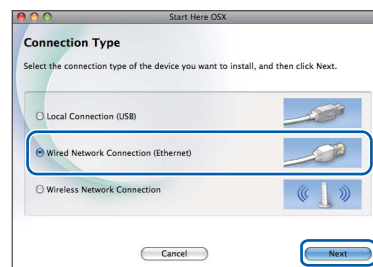 Start Here OSX
Connection Type
Select the connection type of the device you want to install, and then click Next.
Local Connection (USB)
Wired Network Connection (Ethernet)
Wireless Network Connection
Cancel
Next